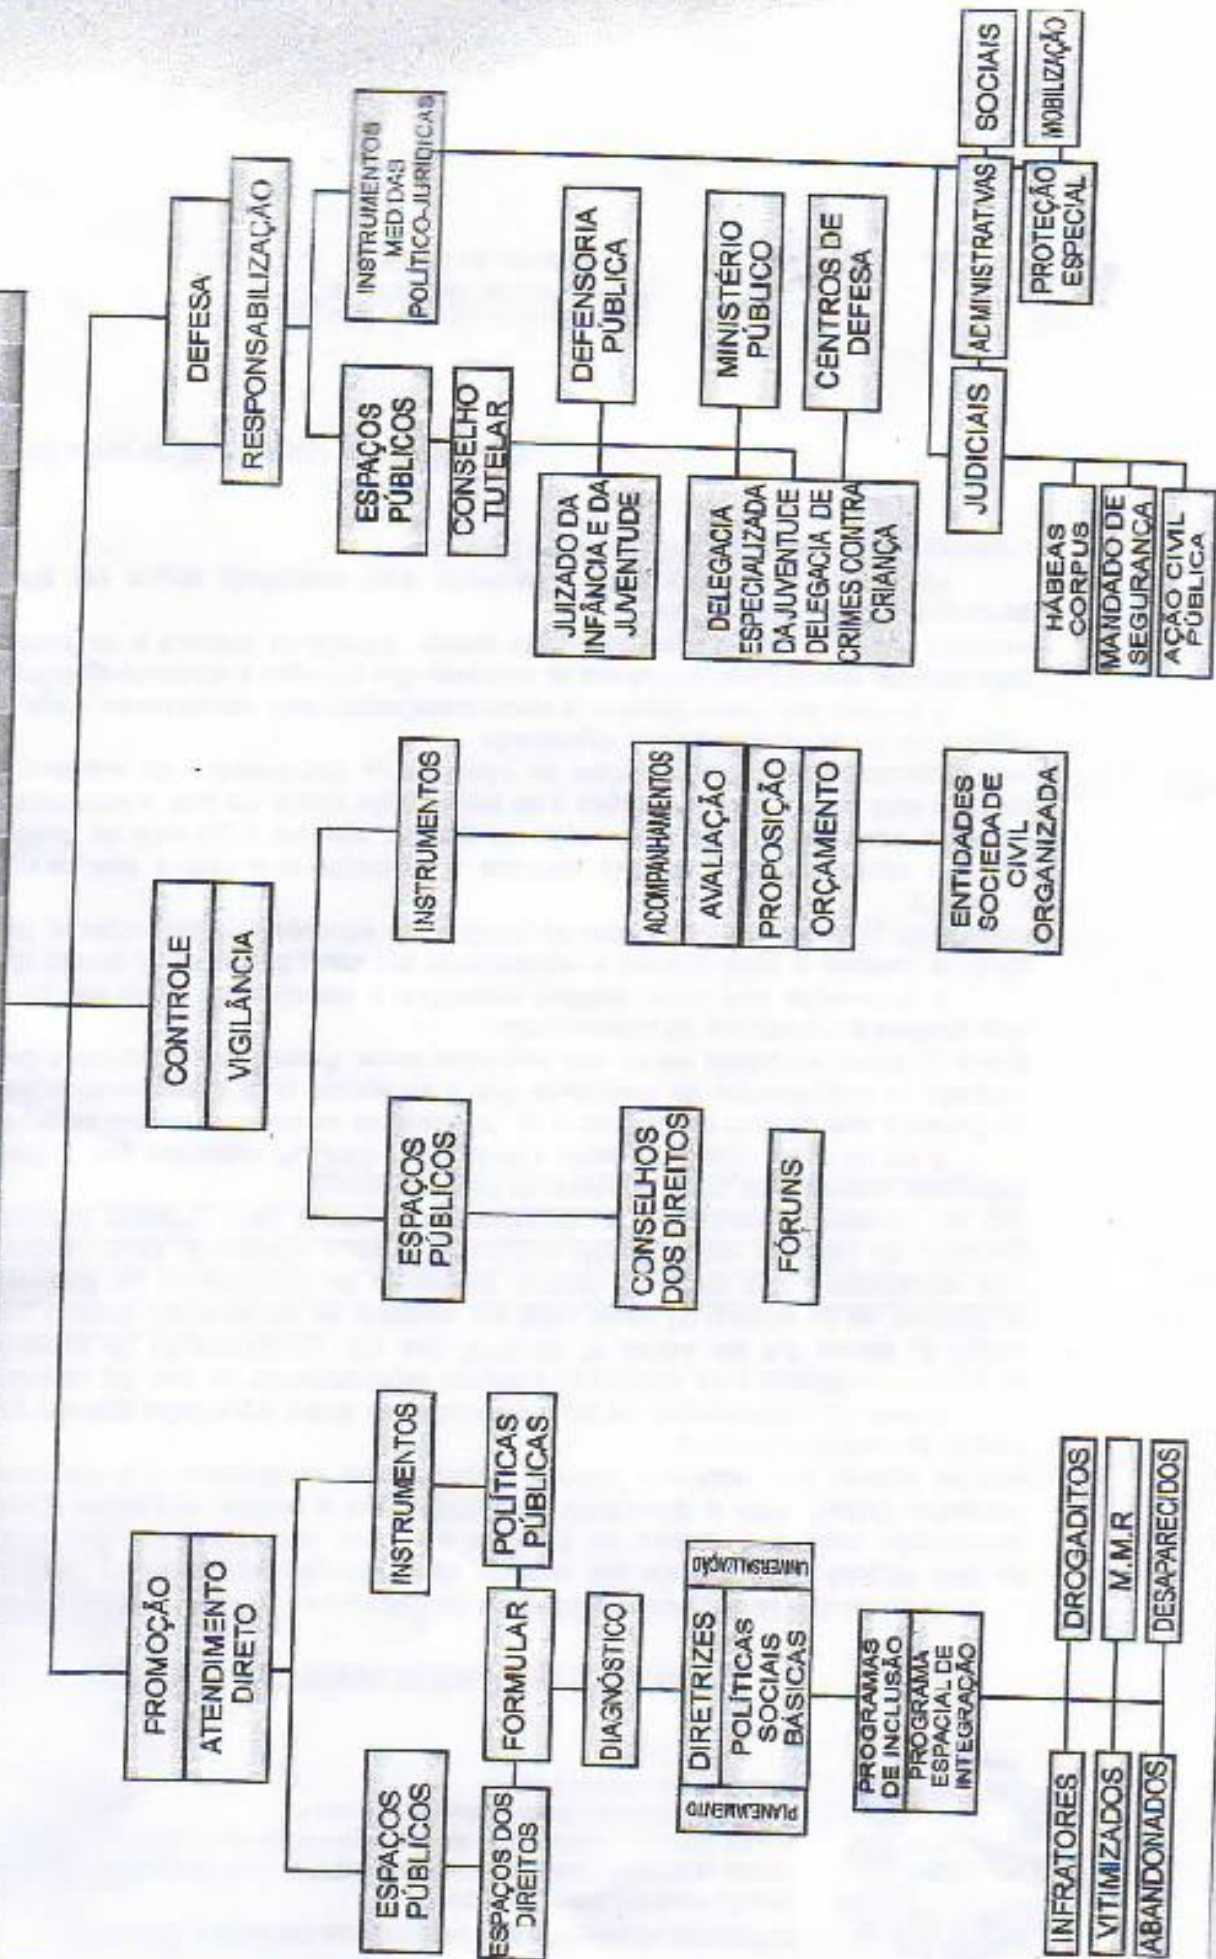 PROMOÇÃO
ATENDIMENTO
DIRETO
ESPAÇOS
PÚBLICOS
ESPAÇOS DOS
DIREITOS
INSTRUMENTOS
POLÍTICAS
PÚBLICAS
FORMULAR
DIAGNÓSTICO
PLANEJAMENTO
DIRETRIZES
POLÍTICAS
SOCIAIS
BÁSICAS
UNIVERSALIZAÇÃO
PROGRAMAS
DE INCLUSÃO
PROGRAMA
ESPACIAL DE
INTEGRAÇÃO
INFRATORES
DROGADITOS
VITIMIZADOS
M.M.R
ABANDONADOS
DESAPARECIDOS
CONTROLE
VIGILÂNCIA
ESPAÇOS
PÚBLICOS
CONSELHOS
DOS DIREITOS
FÓRUNS
INSTRUMENTOS
ACOMPANHAMENTOS
AVALIAÇÃO
PROPOSIÇÃO
ORÇAMENTO
ENTIDADES
SOCIEDADE
CIVIL
ORGANIZADA
DEFESA
RESPONSABILIZAÇÃO
ESPAÇOS
PÚBLICOS
CONSELHO
TUTELAR
INSTRUMENTOS
MEDIDAS
POLÍTICO-JURIDICAS
JUIZADO DA
INFÂNCIA E DA
JUVENTUDE
DEFENSORIA
PÚBLICA
DELEGACIA
ESPECIALIZADA
DA JUVENTUDE
DELEGACIA DE
CRIMES CONTRA
CRIANÇA
MINISTÉRIO
PÚBLICO
CENTROS DE
DEFESA
JUDICIAIS
ADMINISTRATIVAS
SOCIAIS
HÁBEAS
CORPUS
MANDADO DE
SEGURANÇA
AÇÃO CIVIL
PÚBLICA
PROTEÇÃO
ESPECIAL
MOBILIZAÇÃO